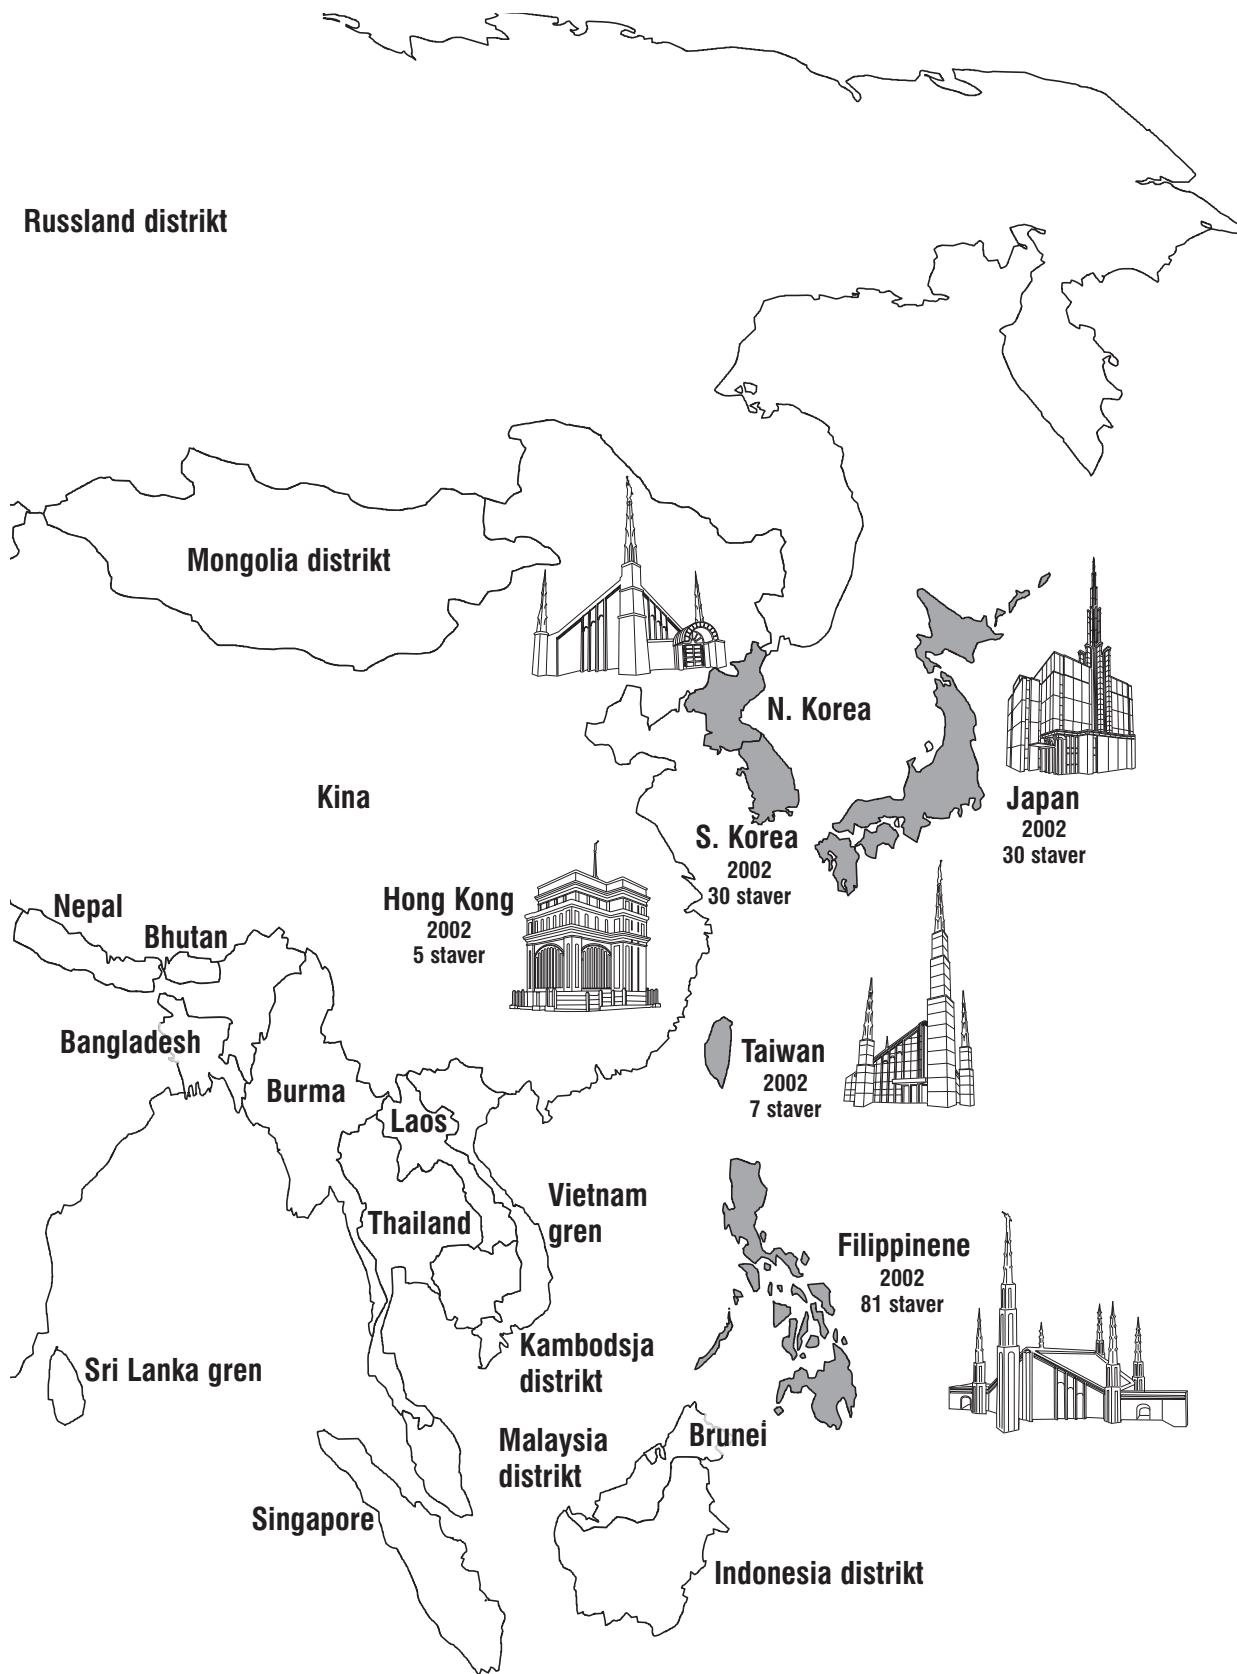 Russland distrikt
Mongolia distrikt
N. Korea
Kina
Japan
2002
30 staver
S. Korea
2002
30 staver
Hong Kong
2002
5 staver
Nepal
Bhutan
Bangladesh
Burma
Laos
Taiwan
2002
7 staver
Thailand
Vietnam
gren
Filippinene
2002
81 staver
Kambodsja
distrikt
Sri Lanka gren
Malaysia
distrikt
Brunei
Singapore
Indonesia distrikt